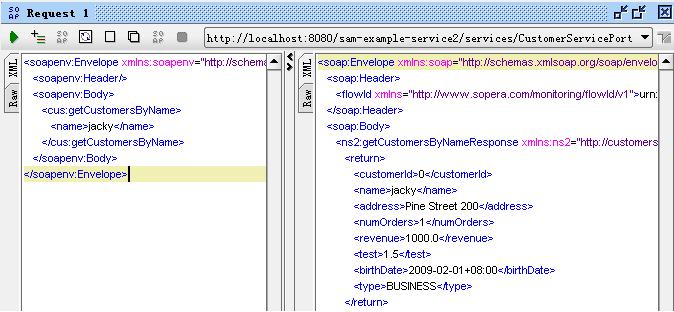 Request 1
http://localhost:8080/sam-example-service2/services/CustomerServicePort
XML
Raw
<soapenv:Envelope xmlns:soapenv="http://schema
<soapenv:Header/>
<soapenv:Body>
<cus:getCustomersByName>
<name>jacky</name>
</cus:getCustomersByName>
</soapenv:Body>
</soapenv:Envelope>
XML
Raw
<soap:Envelope xmlns:soap="http://schemas.xmlsoap.org/soap/envelo
<soap:Header>
<flowId xmlns="http://www.sopera.com/monitoring/flowId/v1">urn:
</soap:Header>
<soap:Body>
<ns2:getCustomersByNameResponse xmlns:ns2="http://customers
<return>
<customerId>0</customerId>
<name>jacky</name>
<address>Pine Street 200</address>
<numOrders>1</numOrders>
<revenue>1000.0</revenue>
<test>1.5</test>
<birthDate>2009-02-01+08:00</birthDate>
<type>BUSINESS</type>
</return>